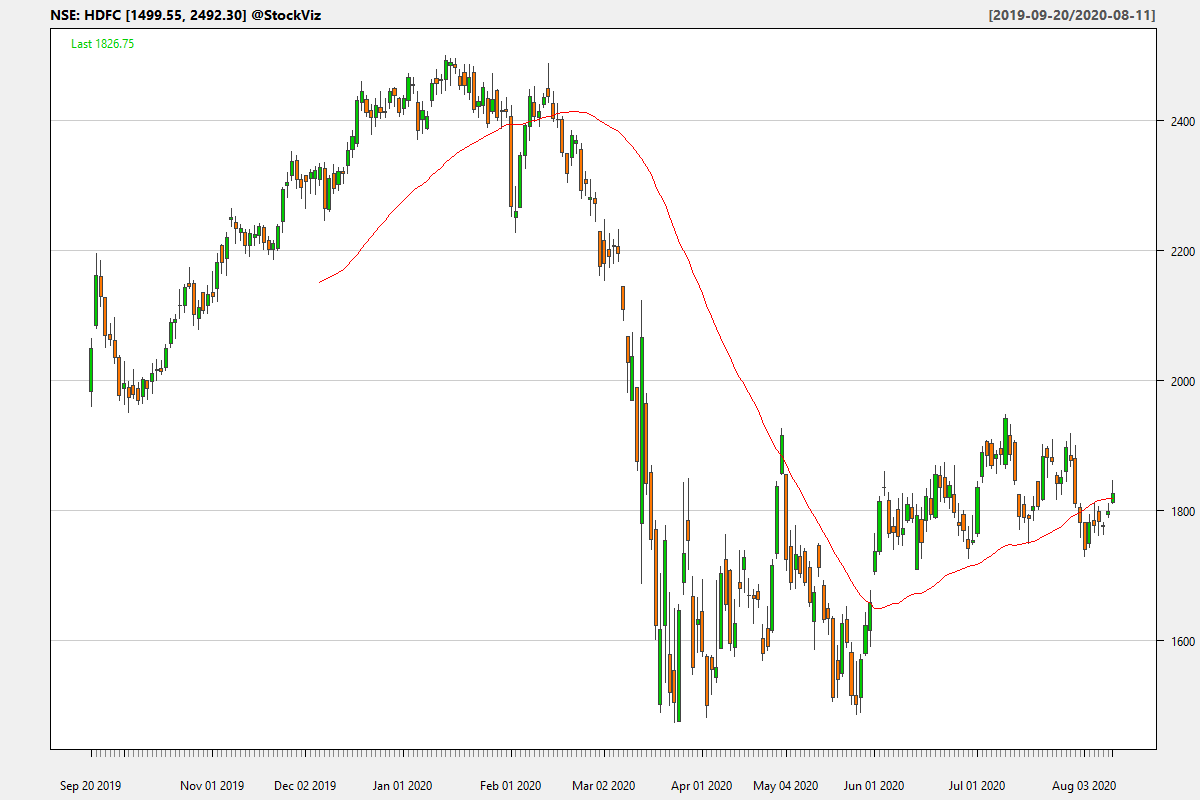 NSE: HDFC [1499.55, 2492.30] @StockViz
[2019-09-20/2020-08-11]
Last 1826.75
2400
2200
2000
1800
1600
Sep 20 2019 Nov 01 2019 Dec 02 2019 Jan 01 2020 Feb 03 2020 Mar 02 2020 Apr 01 2020 May 04 2020 Jun 01 2020 Jul 01 2020 Aug 03 2020